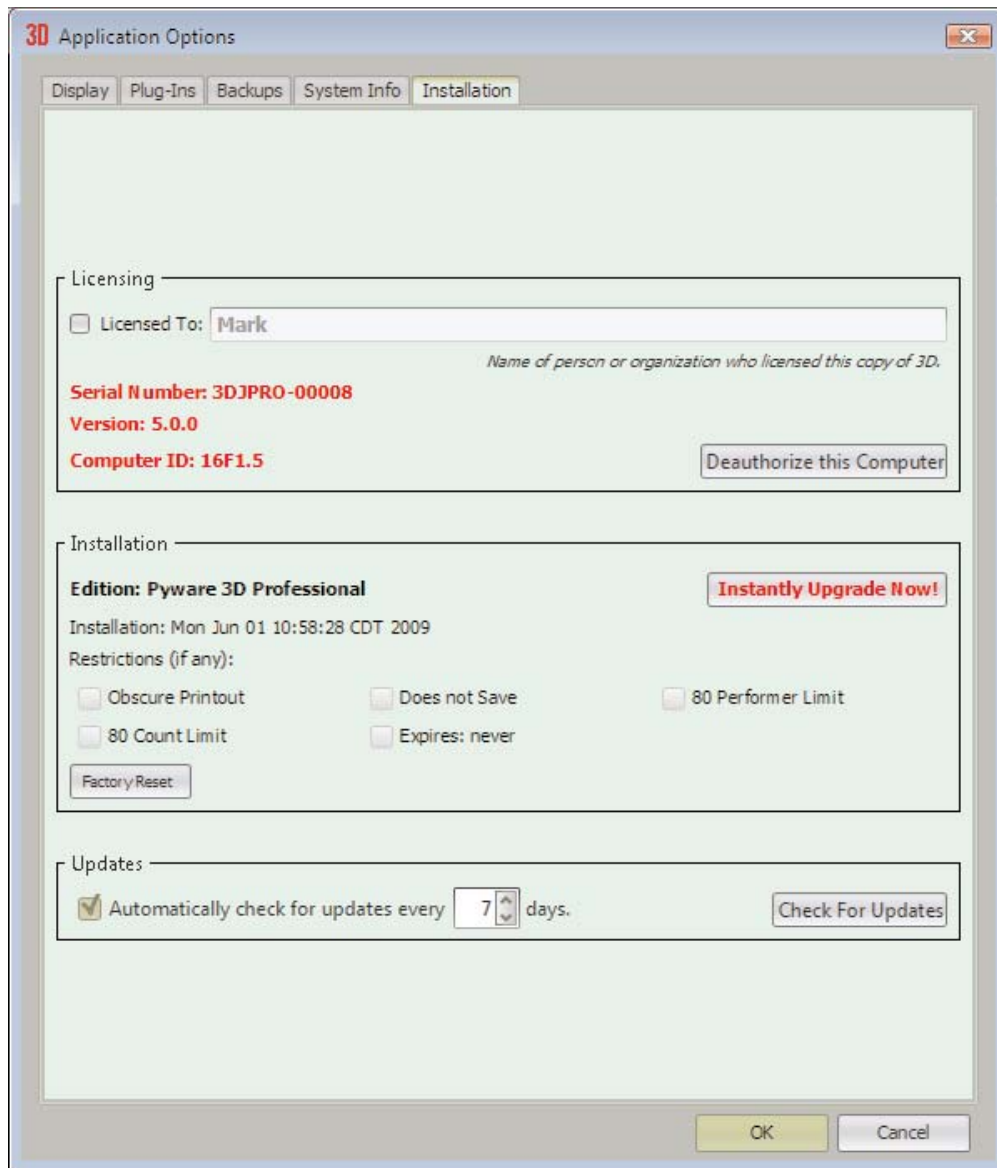 3D Application Options
Display Plug-Ins Backups System Info Installation
Licensing
Licensed To: Mark
Name of person or organization who licensed this copy of 3D.
Serial Number: 3DJPRO-00008
Version: 5.0.0
Computer ID: 16F1.5
Deauthorize this Computer
Installation
Edition: Pyware 3D Professional
Instantly Upgrade Now!
Installation: Mon Jun 01 10:58:28 CDT 2009
Restrictions (if any):
Obscure Printout Does not Save 80 Performer Limit
80 Count Limit Expires: never
Factory Reset
Updates
Automatically check for updates every 7 days.
Check For Updates
OK Cancel